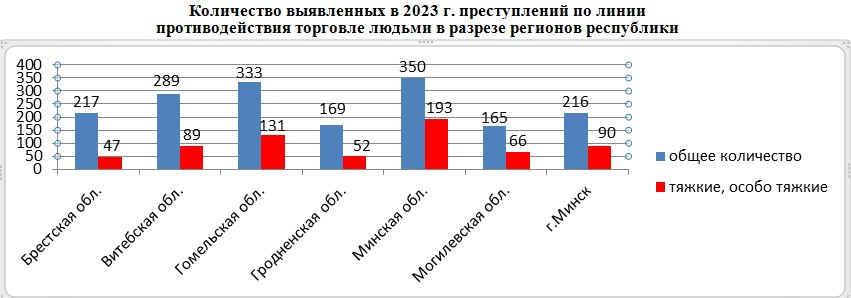 Количество выявленных в 2023 г. преступлений по линии
противодействия торговле людьми в разрезе регионов республики
400
350
300
250
200
150
100
50
0
217
47
289
89
333
131
169
52
350
193
165
66
216
90
Брестская обл.
Витебская обл.
Гомельская обл.
Гродненская обл.
Минская обл.
Могилевская обл.
г.Минск
общее количество
тяжкие, особо тяжкие